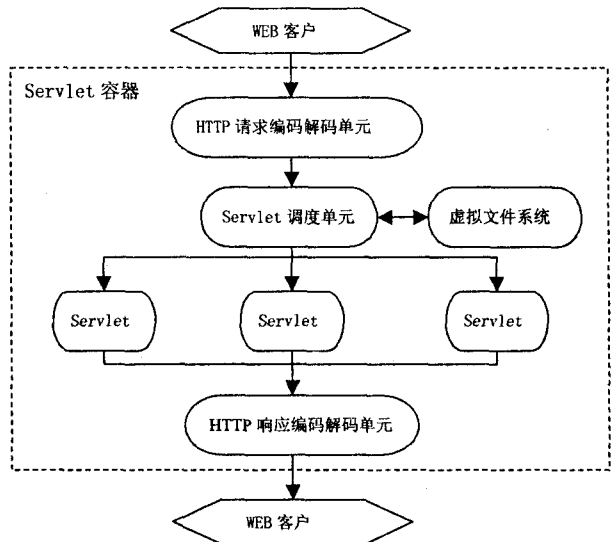 WEB 客户
Servlet 容器
HTTP 请求编码解码单元
Servlet 调度单元
虚拟文件系统
Servlet
Servlet
Servlet
HTTP 响应编码解码单元
WEB 客户